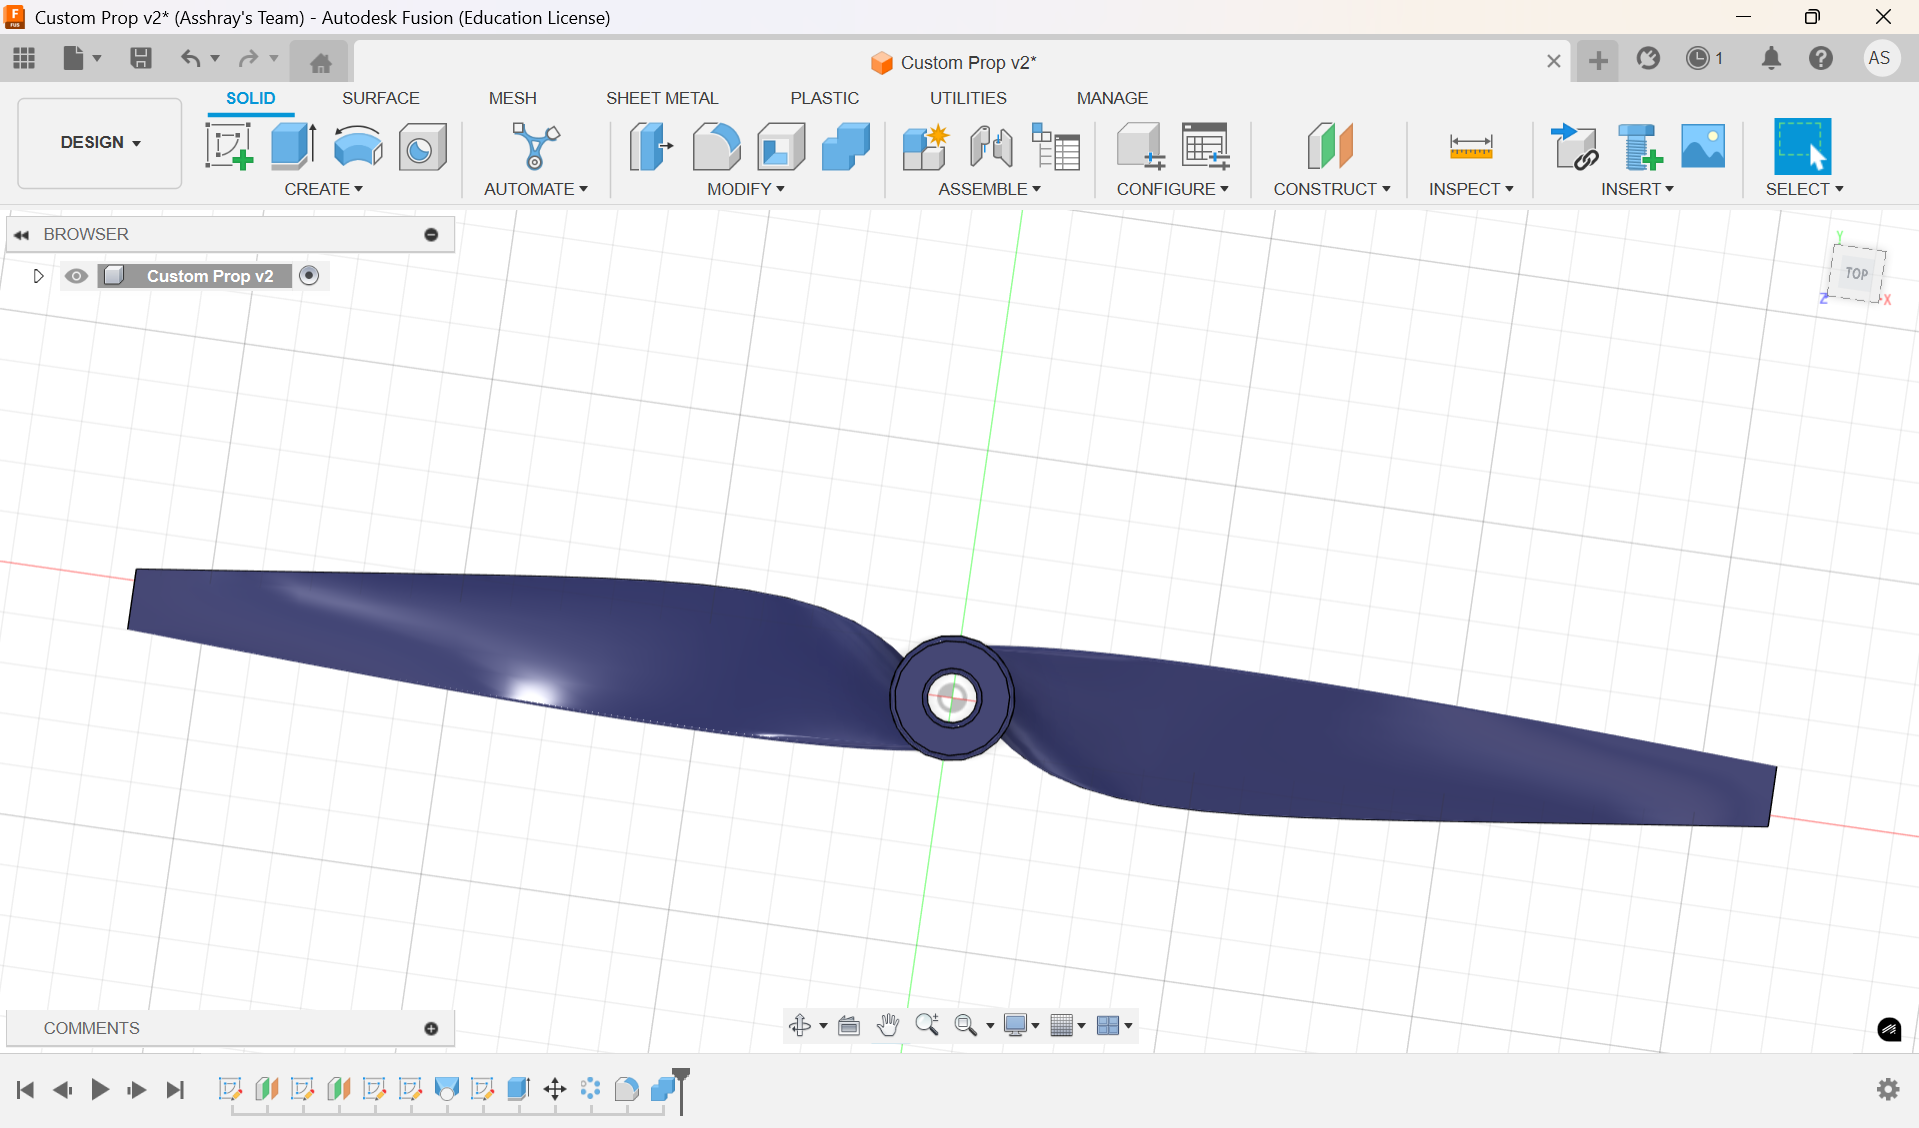 Custom Prop v2* (Asshray's Team) - Autodesk Fusion (Education License)
Custom Prop v2*
1
AS
DESIGN
SOLID
SURFACE
MESH
SHEET METAL
PLASTIC
UTILITIES
MANAGE
CREATE
AUTOMATE
MODIFY
ASSEMBLE
CONFIGURE
CONSTRUCT
INSPECT
INSERT
SELECT
BROWSER
Custom Prop v2
Y
TOP
Z
X
COMMENTS